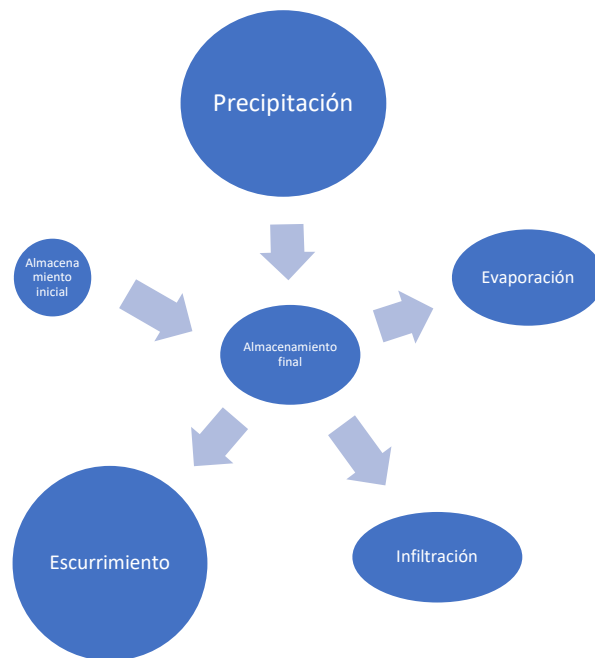 Precipitación
Almacena
miento
inicial
Evaporación
Almacenamiento
final
Escurrimiento
Infiltración